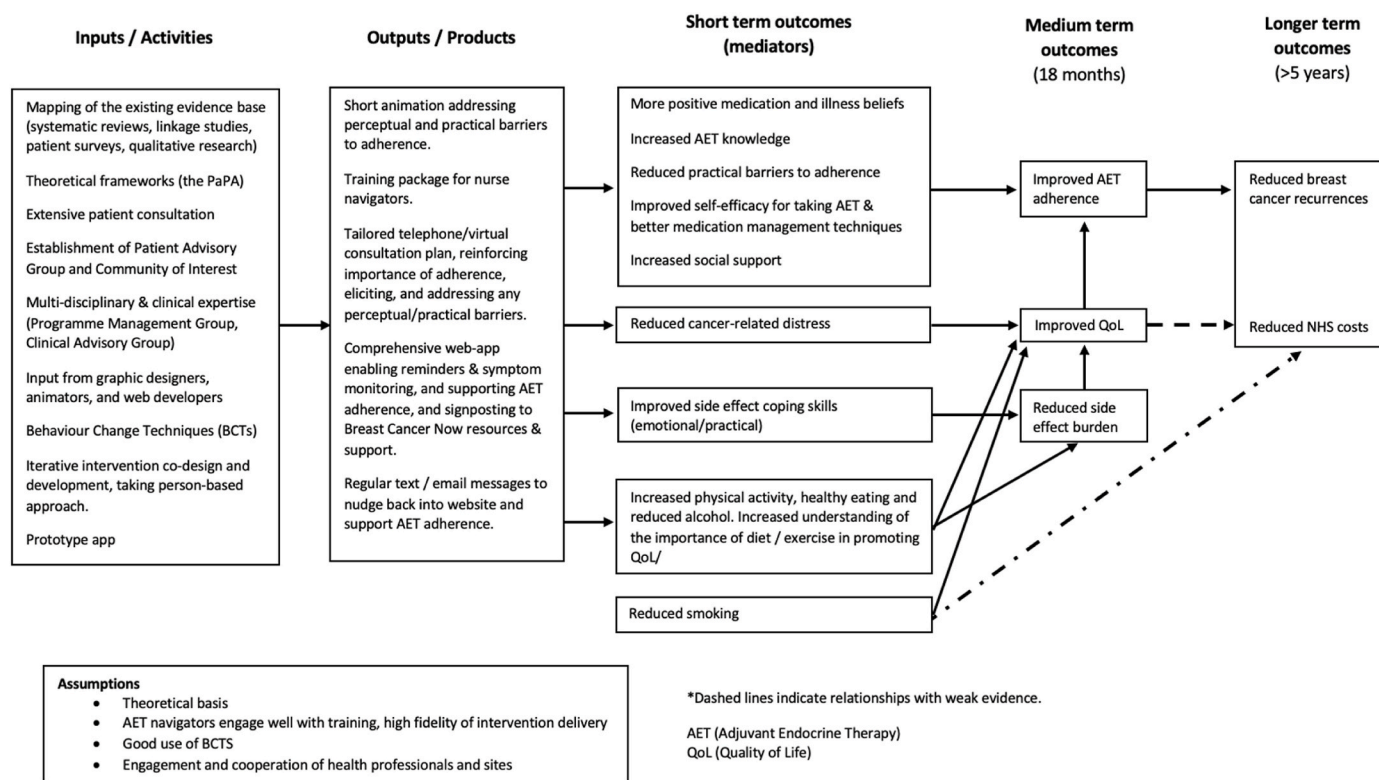 Inputs / Activities
Outputs / Products
Short term outcomes
(mediators)
Medium term
outcomes
(18 months)
Longer term
outcomes
(>5 years)
Mapping of the existing evidence base
(systematic reviews, linkage studies,
patient surveys, qualitative research)
Theoretical frameworks (the PaPA)
Extensive patient consultation
Establishment of Patient Advisory
Group and Community of Interest
Multi-disciplinary & clinical expertise
(Programme Management Group,
Clinical Advisory Group)
Input from graphic designers,
animators, and web developers
Behaviour Change Techniques (BCTs)
Iterative intervention co-design and
development, taking person-based
approach.
Prototype app
Short animation addressing
perceptual and practical barriers
to adherence.
Training package for nurse
navigators.
Tailored telephone/virtual
consultation plan, reinforcing
importance of adherence,
eliciting, and addressing any
perceptual/practical barriers.
Comprehensive web-app
enabling reminders & symptom
monitoring, and supporting AET
adherence, and signposting to
Breast Cancer Now resources &
support.
Regular text / email messages to
nudge back into website and
support AET adherence.
More positive medication and illness beliefs
Increased AET knowledge
Reduced practical barriers to adherence
Improved self-efficacy for taking AET &
better medication management techniques
Increased social support
Reduced cancer-related distress
Improved side effect coping skills
(emotional/practical)
Increased physical activity, healthy eating and
reduced alcohol. Increased understanding of
the importance of diet / exercise in promoting
QoL/
Reduced smoking
Improved AET
adherence
Improved QoL
Reduced side
effect burden
Reduced breast
cancer recurrences
Reduced NHS costs
Assumptions
• Theoretical basis
• AET navigators engage well with training, high fidelity of intervention delivery
• Good use of BCTS
• Engagement and cooperation of health professionals and sites
*Dashed lines indicate relationships with weak evidence.
AET (Adjuvant Endocrine Therapy)
QoL (Quality of Life)